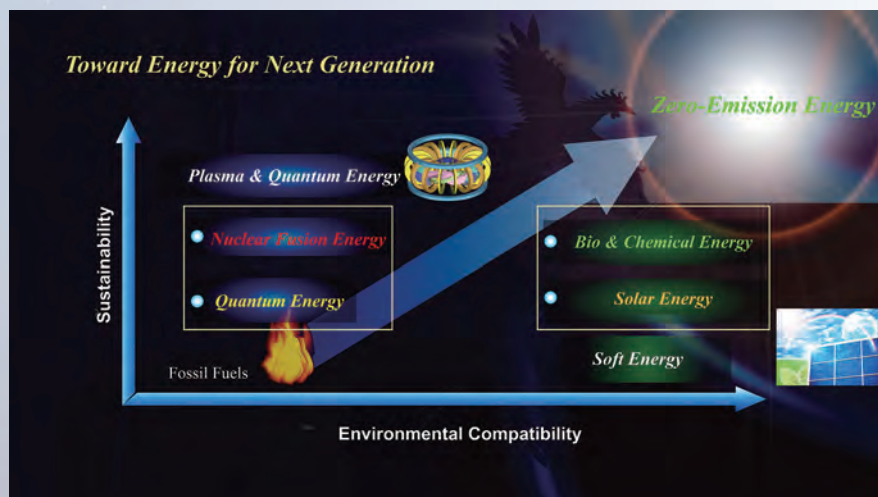 Toward Energy for Next Generation
Zero-Emission Energy
Plasma & Quantum Energy
Nuclear Fusion Energy
Quantum Energy
Bio & Chemical Energy
Solar Energy
Soft Energy
Fossil Fuels
Sustainability
Environmental Compatibility